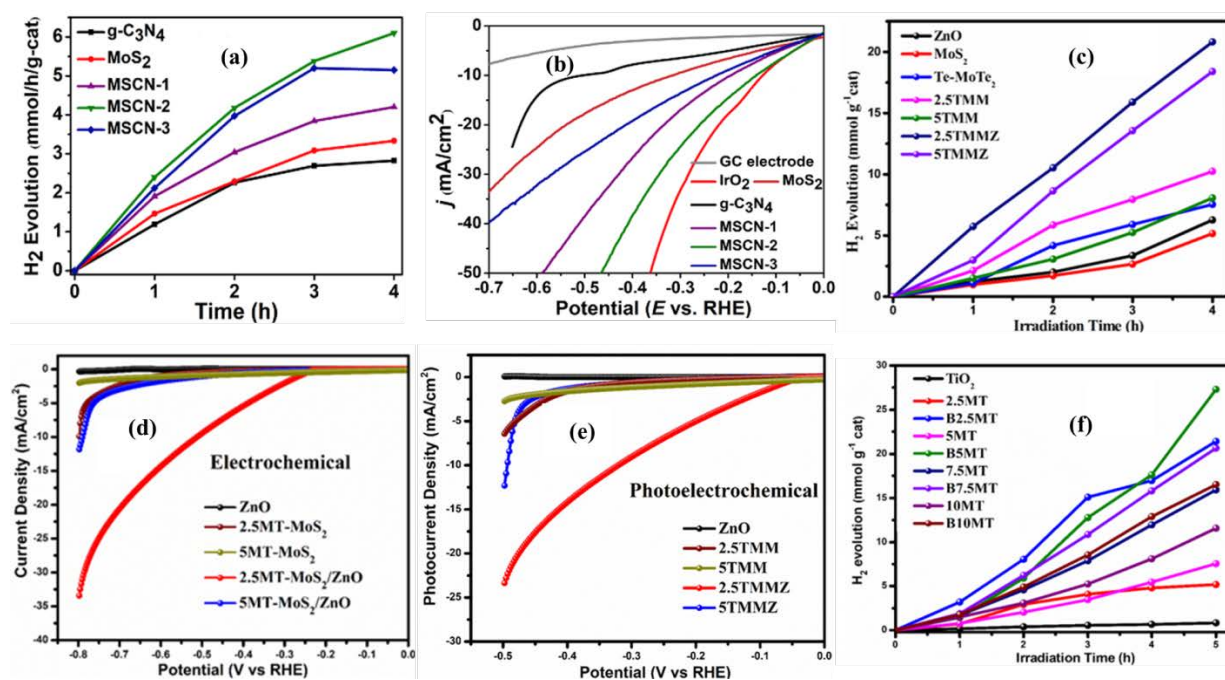 (a)
g-C3N4
MoS2
MSCN-1
MSCN-2
MSCN-3
H2 Evolution (mmol/h/g-cat)
6
5
4
3
2
1
0
0 1 2 3 4
Time (h)
(b)
j (mA/cm2)
0
-10
-20
-30
-40
-50
GC electrode
IrO2 MoS2
g-C3N4
MSCN-1
MSCN-2
MSCN-3
-0.7 -0.6 -0.5 -0.4 -0.3 -0.2 -0.1 0.0
Potential (E vs. RHE)
(c)
ZnO
MoS2
Te-MoTe2
2.5TMM
5TMM
2.5TMMZ
5TMMZ
H2 Evolution (mmol g-1cat)
20
15
10
5
0
0 1 2 3 4
Irradiation Time (h)
(d)
Electrochemical
ZnO
2.5MT-MoS2
5MT-MoS2
2.5MT-MoS2/ZnO
5MT-MoS2/ZnO
Current Density (mA/cm2)
0
-5
-10
-15
-20
-25
-30
-35
-40
-0.8 -0.7 -0.6 -0.5 -0.4 -0.3 -0.2 -0.1 0.0
Potential (V vs RHE)
(e)
Photoelectrochemical
ZnO
2.5TMM
5TMM
2.5TMMZ
5TMMZ
Photocurrent Density (mA/cm2)
0
-5
-10
-15
-20
-25
-30
-0.5 -0.4 -0.3 -0.2 -0.1 0.0
Potential (V vs RHE)
(f)
TiO2
2.5MT
B2.5MT
5MT
B5MT
7.5MT
B7.5MT
10MT
B10MT
H2 evolution (mmol g-1 cat)
30
25
20
15
10
5
0
0 1 2 3 4 5
Irradiation Time (h)